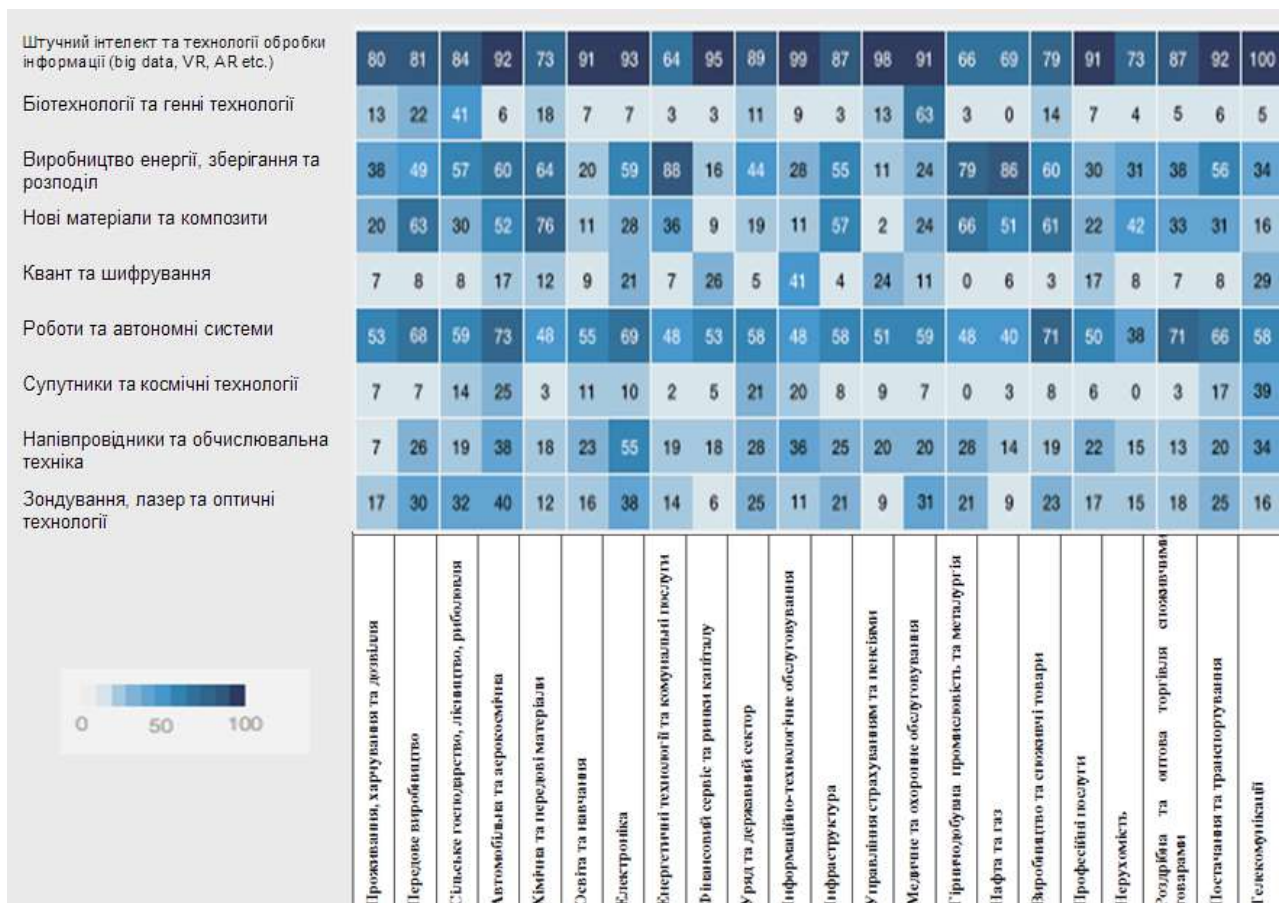 Штучний інтелект та технології обробки
інформації (big data, VR, AR etc.)
80 81 84 92 73 91 93 64 95 89 99 87 98 91 66 69 79 91 73 87 92 100
Біотехнології та генні технології
13 22 41 6 18 7 7 3 3 11 9 3 13 63 3 0 14 7 4 5 6 5
Виробництво енергії, зберігання та
розподіл
38 49 57 60 64 20 59 88 16 44 28 55 11 24 79 86 60 30 31 38 56 34
Нові матеріали та композити
20 63 30 52 76 11 28 36 9 19 11 57 2 24 66 51 61 22 42 33 31 16
Квант та шифрування
7 8 8 17 12 9 21 7 26 5 41 4 24 11 0 6 3 17 8 7 8 29
Роботи та автономні системи
53 68 59 73 48 55 69 48 53 58 48 58 51 59 48 40 71 50 38 71 66 58
Супутники та космічні технології
7 7 14 25 3 11 10 2 5 21 20 8 9 7 0 3 8 6 0 3 17 39
Напівпровідники та обчислювальна
техніка
7 26 19 38 18 23 55 19 18 28 36 25 20 20 28 14 19 22 15 13 20 34
Зондування, лазер та оптичні
технології
17 30 32 40 12 16 38 14 6 25 11 21 9 31 21 9 23 17 15 18 25 16
Проживання, харчування та дозвілля
Передове виробництво
Сільське господарство, лісництво, риболовля
Автомобільна та аерокосмічна
Хімічна та передові матеріали
Освіта та навчання
Електроніка
Енергетичні технології та комунальні послуги
Фінансовий сервіс та ринки капіталу
Уряд та державний сектор
Інформаційно-технологічне обслуговування
Інфраструктура
Управління страхуванням та пенсіями
Медичне та охоронне обслуговування
Гірничодобувна промисловість та металургія
Нафта та газ
Виробництво та споживчі товари
Професійні послуги
Нерухомість
Роздрібна та оптова торгівля споживчими
товарами
Постачання та транспортування
Телекомунікації
0 50 100